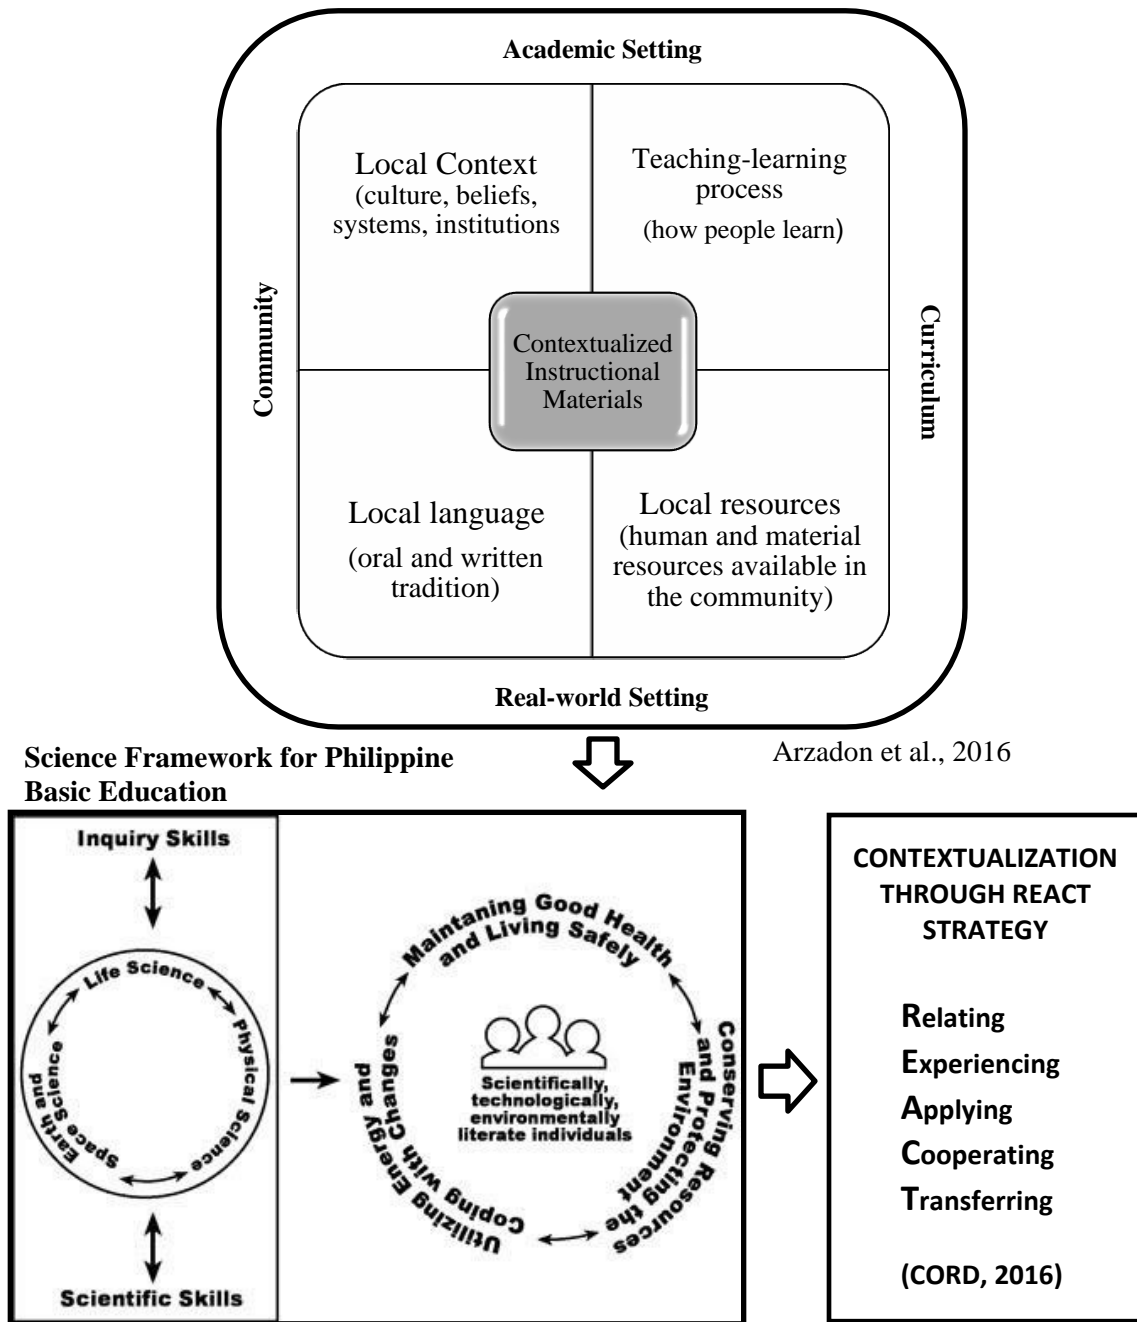 Academic Setting
Community
Local Context
(culture, beliefs,
systems, institutions
Teaching-learning
process
(how people learn)
Contextualized
Instructional
Materials
Local language
(oral and written
tradition)
Local resources
(human and material
resources available in
the community)
Curriculum
Real-world Setting
Science Framework for Philippine
Basic Education
Arzadon et al., 2016
Inquiry Skills
Life Science
Physical Science
Earth and
Space Science
Scientific Skills
Maintaning Good Health
and Living Safely
Conserving Resources
and Protecting the
Environment
Utilizing Energy and
Coping with Changes
Scientifically,
technologically,
environmentally
literate individuals
CONTEXTUALIZATION
THROUGH REACT
STRATEGY
Relating
Experiencing
Applying
Cooperating
Transferring
(CORD, 2016)